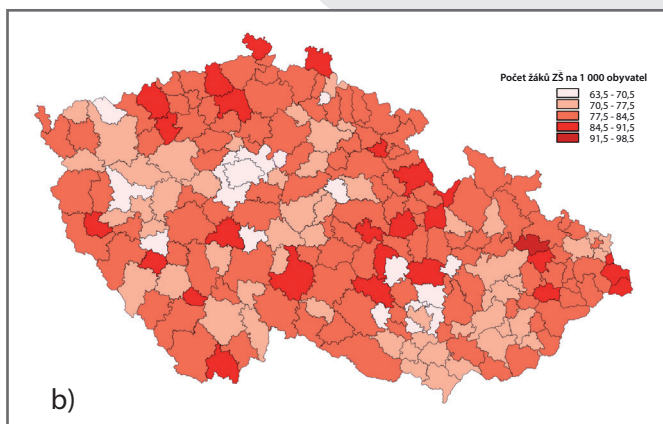 Počet žáků ZŠ na 1 000 obyvatel
63,5 - 70,5
70,5 - 77,5
77,5 - 84,5
84,5 - 91,5
91,5 - 98,5
b)